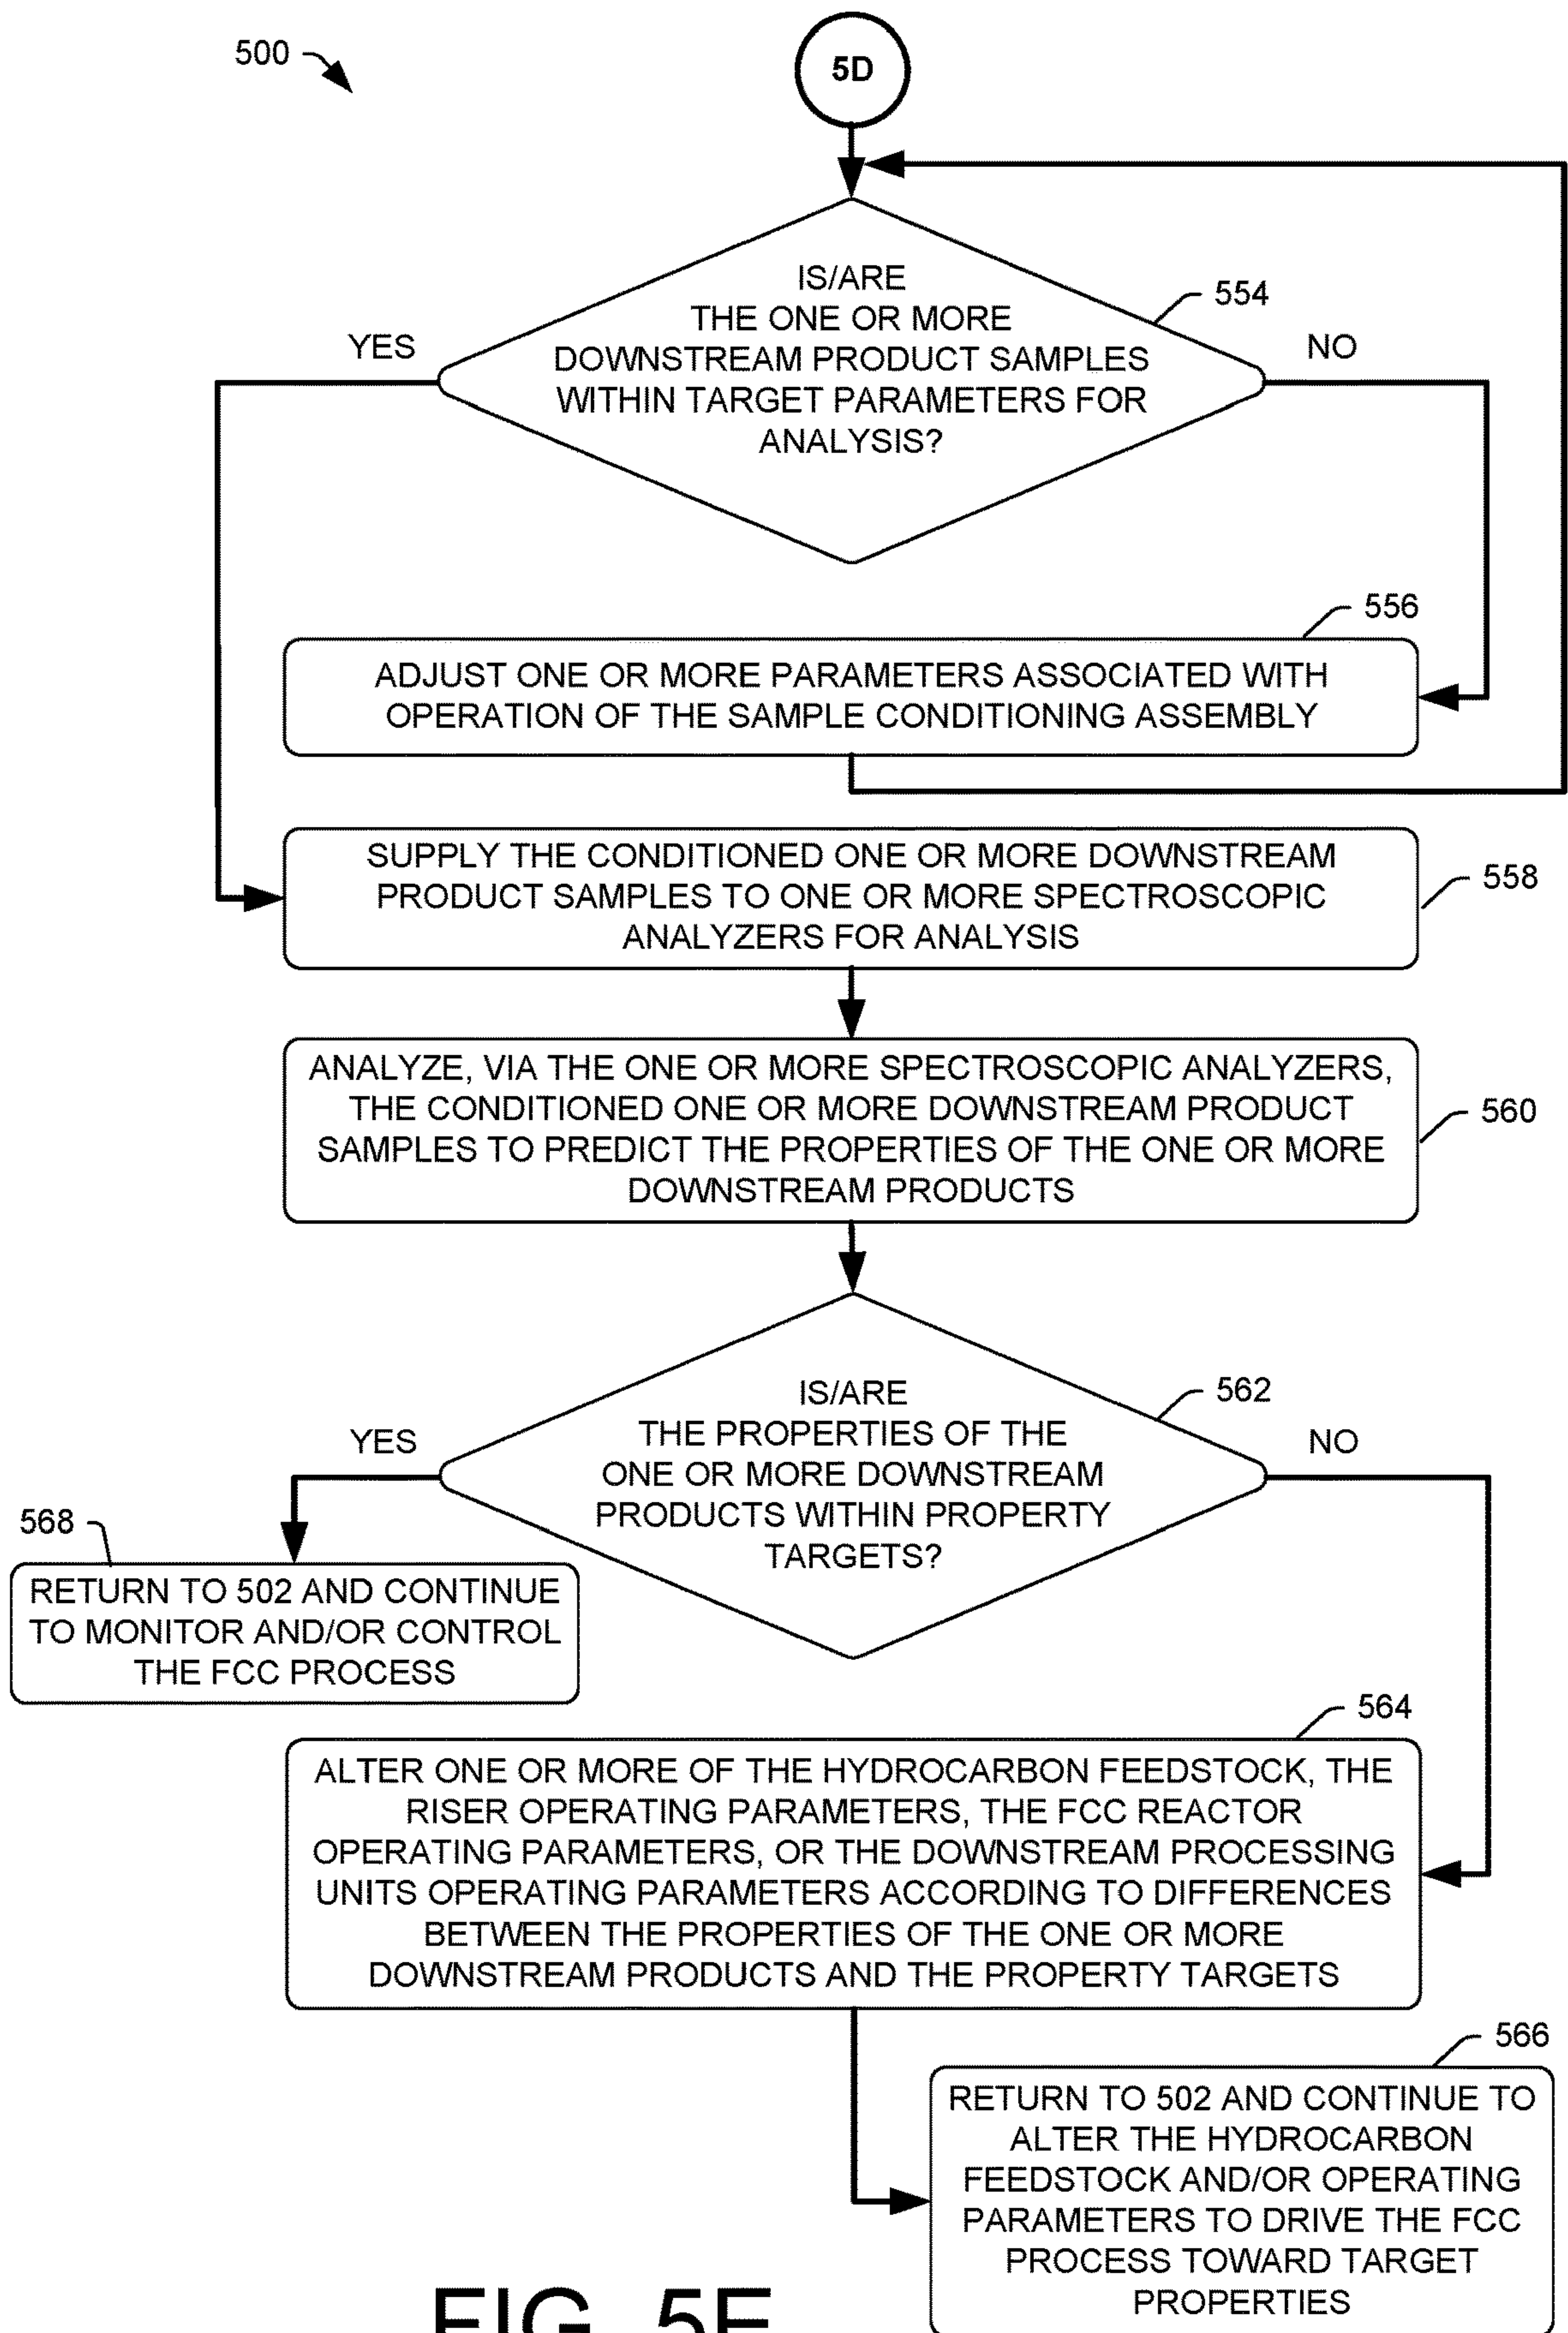 500
5D
IS/ARE
THE ONE OR MORE
DOWNSTREAM PRODUCT SAMPLES
WITHIN TARGET PARAMETERS FOR
ANALYSIS?
554
YES
NO
556
ADJUST ONE OR MORE PARAMETERS ASSOCIATED WITH
OPERATION OF THE SAMPLE CONDITIONING ASSEMBLY
SUPPLY THE CONDITIONED ONE OR MORE DOWNSTREAM
PRODUCT SAMPLES TO ONE OR MORE SPECTROSCOPIC
ANALYZERS FOR ANALYSIS
558
ANALYZE, VIA THE ONE OR MORE SPECTROSCOPIC ANALYZERS,
THE CONDITIONED ONE OR MORE DOWNSTREAM PRODUCT
SAMPLES TO PREDICT THE PROPERTIES OF THE ONE OR MORE
DOWNSTREAM PRODUCTS
560
IS/ARE
THE PROPERTIES OF THE
ONE OR MORE DOWNSTREAM
PRODUCTS WITHIN PROPERTY
TARGETS?
562
YES
NO
568
RETURN TO 502 AND CONTINUE
TO MONITOR AND/OR CONTROL
THE FCC PROCESS
564
ALTER ONE OR MORE OF THE HYDROCARBON FEEDSTOCK, THE
RISER OPERATING PARAMETERS, THE FCC REACTOR
OPERATING PARAMETERS, OR THE DOWNSTREAM PROCESSING
UNITS OPERATING PARAMETERS ACCORDING TO DIFFERENCES
BETWEEN THE PROPERTIES OF THE ONE OR MORE
DOWNSTREAM PRODUCTS AND THE PROPERTY TARGETS
566
RETURN TO 502 AND CONTINUE TO
ALTER THE HYDROCARBON
FEEDSTOCK AND/OR OPERATING
PARAMETERS TO DRIVE THE FCC
PROCESS TOWARD TARGET
PROPERTIES
FIG. 5E